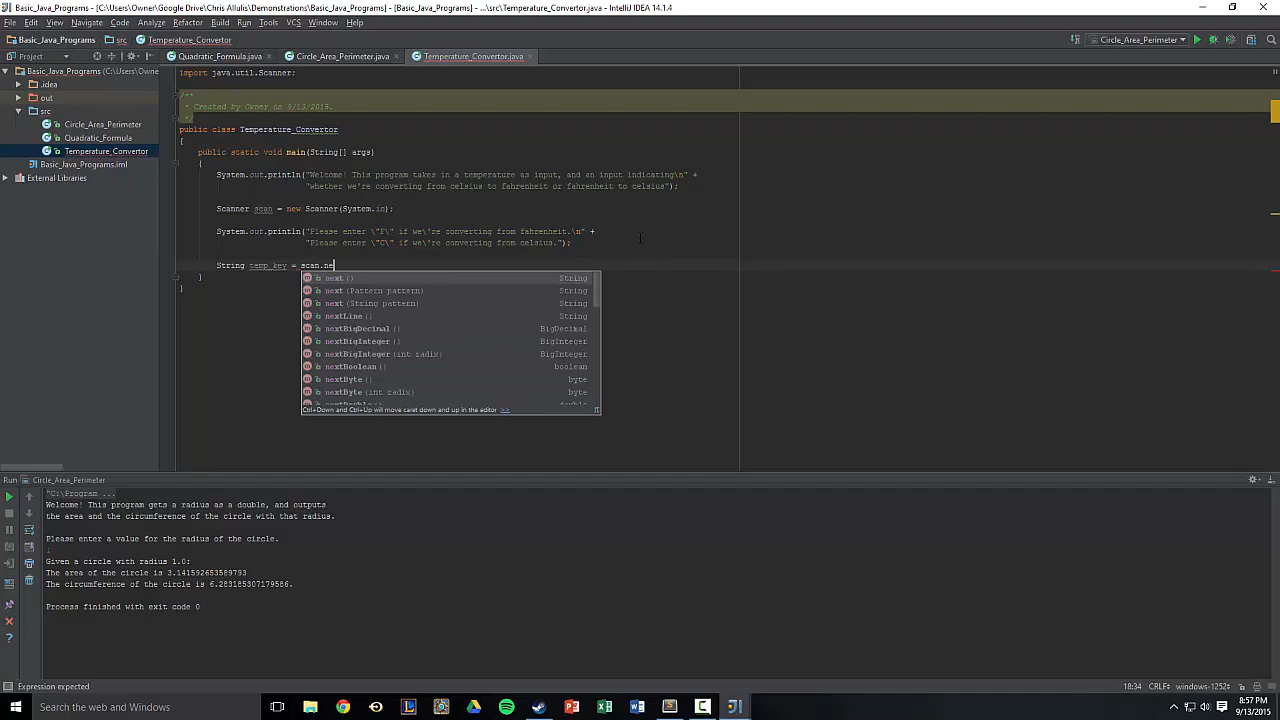 Basic_Java_Programs - [C:\Users\Owner\Google Drive\Chris Allulis\Demonstrations\Basic_Java_Programs] - [Basic_Java_Programs] - ...\src\Temperature_Convertor.java - IntelliJ IDEA 14.1.4
File Edit View Navigate Code Analyze Refactor Build Run Tools VCS Window Help
Basic_Java_Programs src Temperature_Convertor Circle_Area_Perimeter
Project Quadratic_Formula.java Circle_Area_Perimeter.java Temperature_Convertor.java
Basic_Java_Programs (C:\Users\Owne
.idea
out
src
Circle_Area_Perimeter
Quadratic_Formula
Temperature_Convertor
Basic_Java_Programs.iml
External Libraries
import java.util.Scanner;
/**
* Created by Owner on 9/13/2015.
*/
public class Temperature_Convertor
{
public static void main(String[] args)
{
System.out.println("Welcome! This program takes in a temperature as input, and an input indicating\n" +
"whether we're converting from celsius to fahrenheit or fahrenheit to celsius");
Scanner scan = new Scanner(System.in);
System.out.println("Please enter \"F\" if we\'re converting from fahrenheit.\n" +
"Please enter \"C\" if we\'re converting from celsius.");
String temp_key = scan.ne
}
}
next() String
next(Pattern pattern) String
next(String pattern) String
nextLine() String
nextBigDecimal() BigDecimal
nextBigInteger() BigInteger
nextBigInteger(int radix) BigInteger
nextBoolean() boolean
nextByte() byte
nextByte(int radix) byte
nextDouble() double
Ctrl+Down and Ctrl+Up will move caret down and up in the editor >>
Run Circle_Area_Perimeter
"C:\Program ...
Welcome! This program gets a radius as a double, and outputs
the area and the circumference of the circle with that radius.
Please enter a value for the radius of the circle.
1
Given a circle with radius 1.0:
The area of the circle is 3.141592653589793
The circumference of the circle is 6.283185307179586.
Process finished with exit code 0
Expression expected 18:34 CRLF windows-1252
Search the web and Windows
8:57 PM
9/13/2015